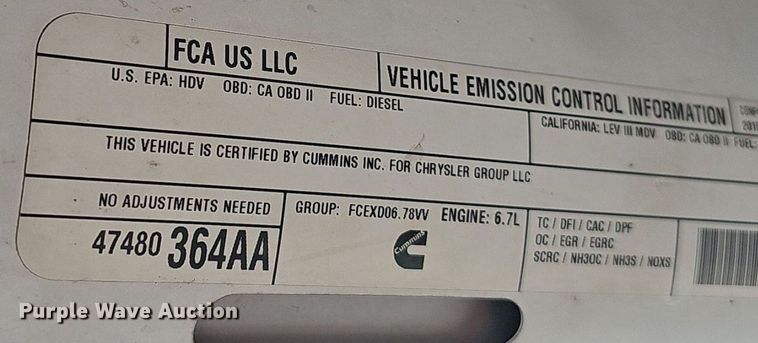 FCA US LLC
VEHICLE EMISSION CONTROL INFORMATION
U.S. EPA: HDV OBD: CA OBD II FUEL: DIESEL
CALIFORNIA: LEV III MDV OBD: CA OBD II FUEL:
THIS VEHICLE IS CERTIFIED BY CUMMINS INC. FOR CHRYSLER GROUP LLC
NO ADJUSTMENTS NEEDED
47480 364AA
GROUP: FCEXD06.78VV ENGINE: 6.7L
Cummins
TC / DFI / CAC / DPF
OC / EGR / EGRC
SCRC / NH3OC / NH3S / NOXS
Purple Wave Auction